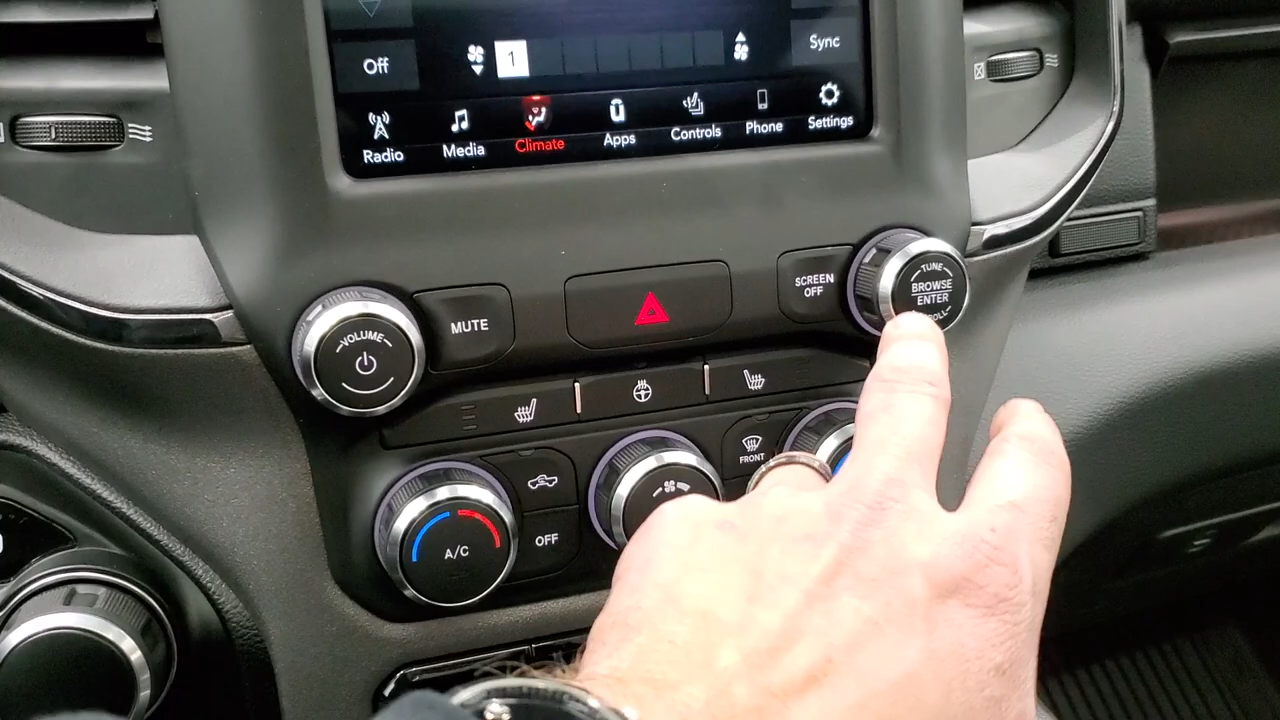 Off
1
Sync
Radio
Media
Climate
Apps
Controls
Phone
Settings
VOLUME
MUTE
SCREEN
OFF
TUNE
BROWSE
ENTER
FRONT
A/C
OFF